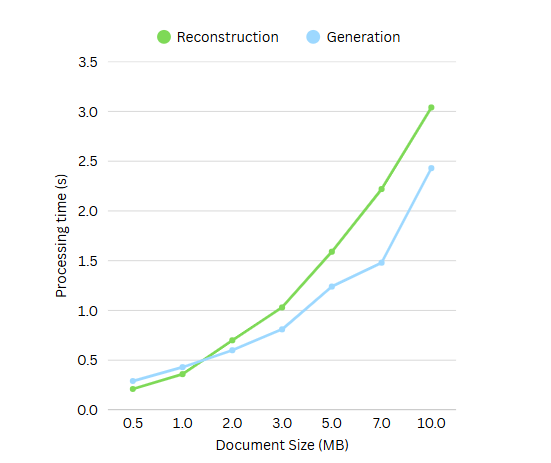 Reconstruction Generation
3.5
3.0
2.5
2.0
1.5
1.0
0.5
0.0
Processing time (s)
0.5 1.0 2.0 3.0 5.0 7.0 10.0
Document Size (MB)